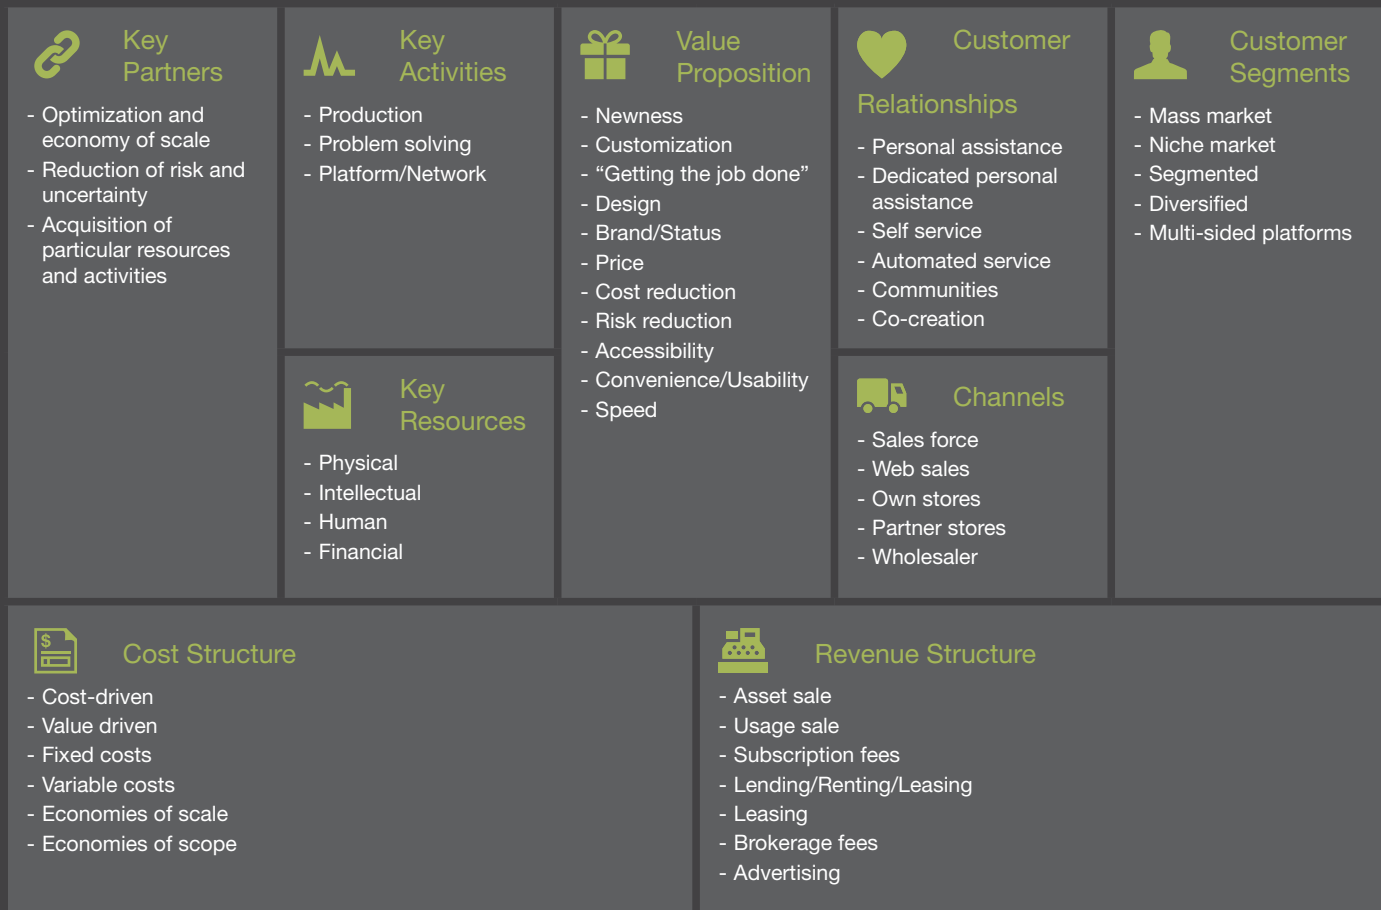 Key
Partners
- Optimization and
economy of scale
- Reduction of risk and
uncertainty
- Acquisition of
particular resources
and activities
Key
Activities
- Production
- Problem solving
- Platform/Network
Key
Resources
- Physical
- Intellectual
- Human
- Financial
Value
Proposition
- Newness
- Customization
- “Getting the job done”
- Design
- Brand/Status
- Price
- Cost reduction
- Risk reduction
- Accessibility
- Convenience/Usability
- Speed
Customer
Relationships
- Personal assistance
- Dedicated personal
assistance
- Self service
- Automated service
- Communities
- Co-creation
Channels
- Sales force
- Web sales
- Own stores
- Partner stores
- Wholesaler
Customer
Segments
- Mass market
- Niche market
- Segmented
- Diversified
- Multi-sided platforms
$
Cost Structure
- Cost-driven
- Value driven
- Fixed costs
- Variable costs
- Economies of scale
- Economies of scope
Revenue Structure
- Asset sale
- Usage sale
- Subscription fees
- Lending/Renting/Leasing
- Leasing
- Brokerage fees
- Advertising